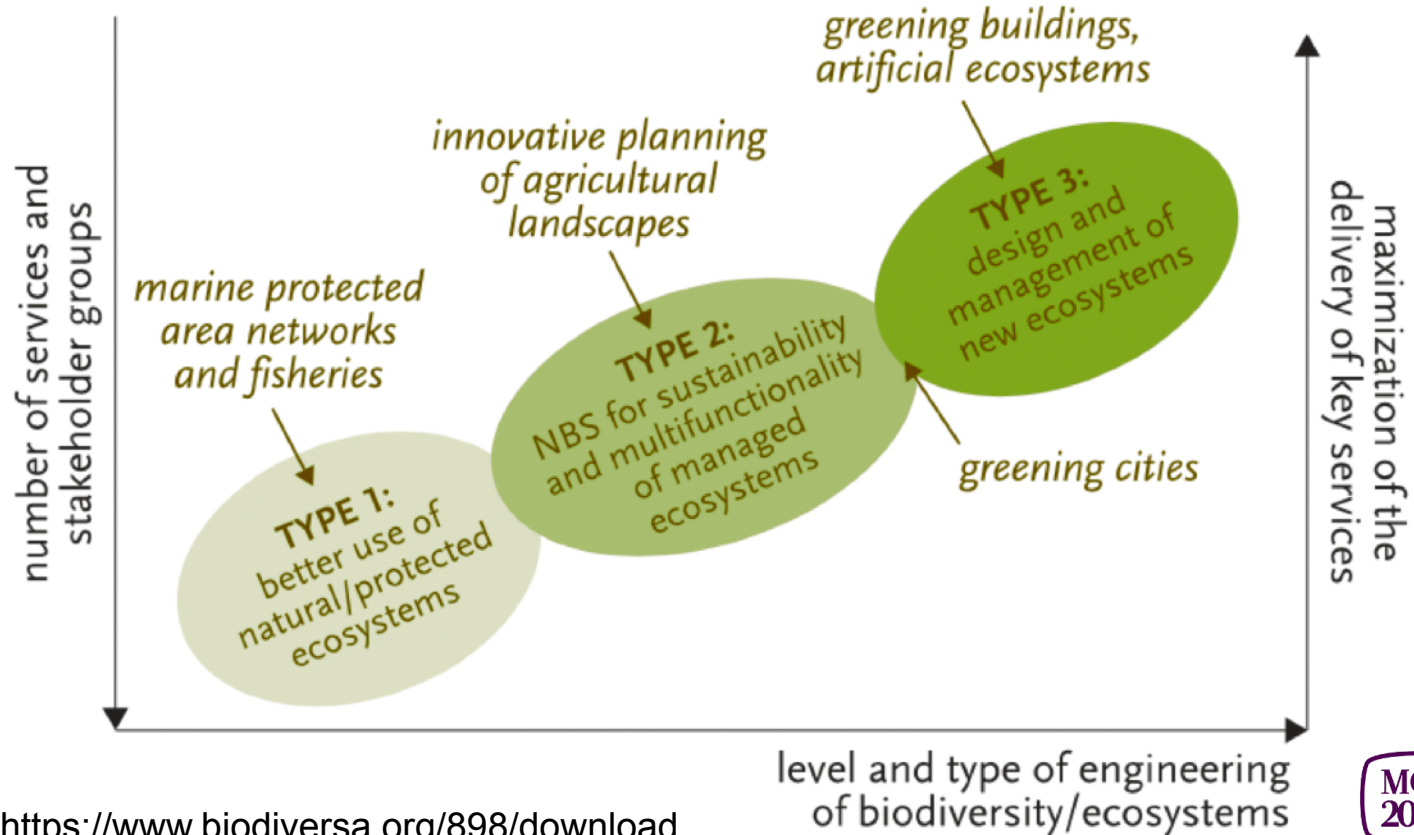 greening buildings,
artificial ecosystems
innovative planning
of agricultural
landscapes
marine protected
area networks
and fisheries
number of services and
stakeholder groups
TYPE 1:
better use of
natural/protected
ecosystems
TYPE 2:
NBS for sustainability
and multifunctionality
of managed
ecosystems
TYPE 3:
design and
management of
new ecosystems
greening cities
maximization of the
delivery of key services
level and type of engineering
of biodiversity/ecosystems
https://www.biodiversa.org/898/download